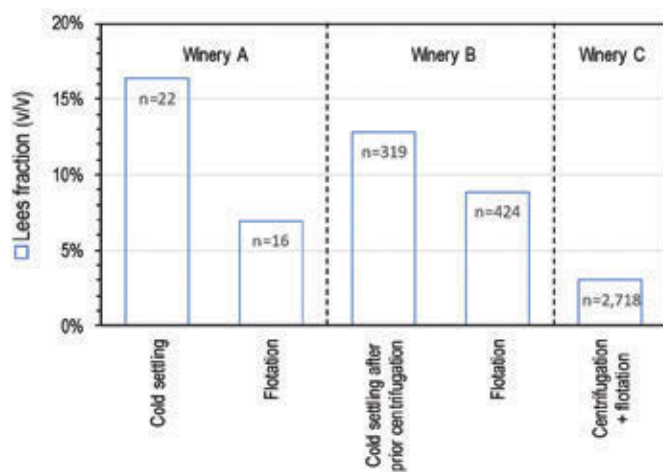 20%
15%
10%
5%
0%
Lees fraction (v/v)
Winery A
Winery B
Winery C
n=22
n=16
n=319
n=424
n=2,718
Cold settling
Flotation
Cold settling after
prior centrifugation
Flotation
Centrifugation
+ flotation